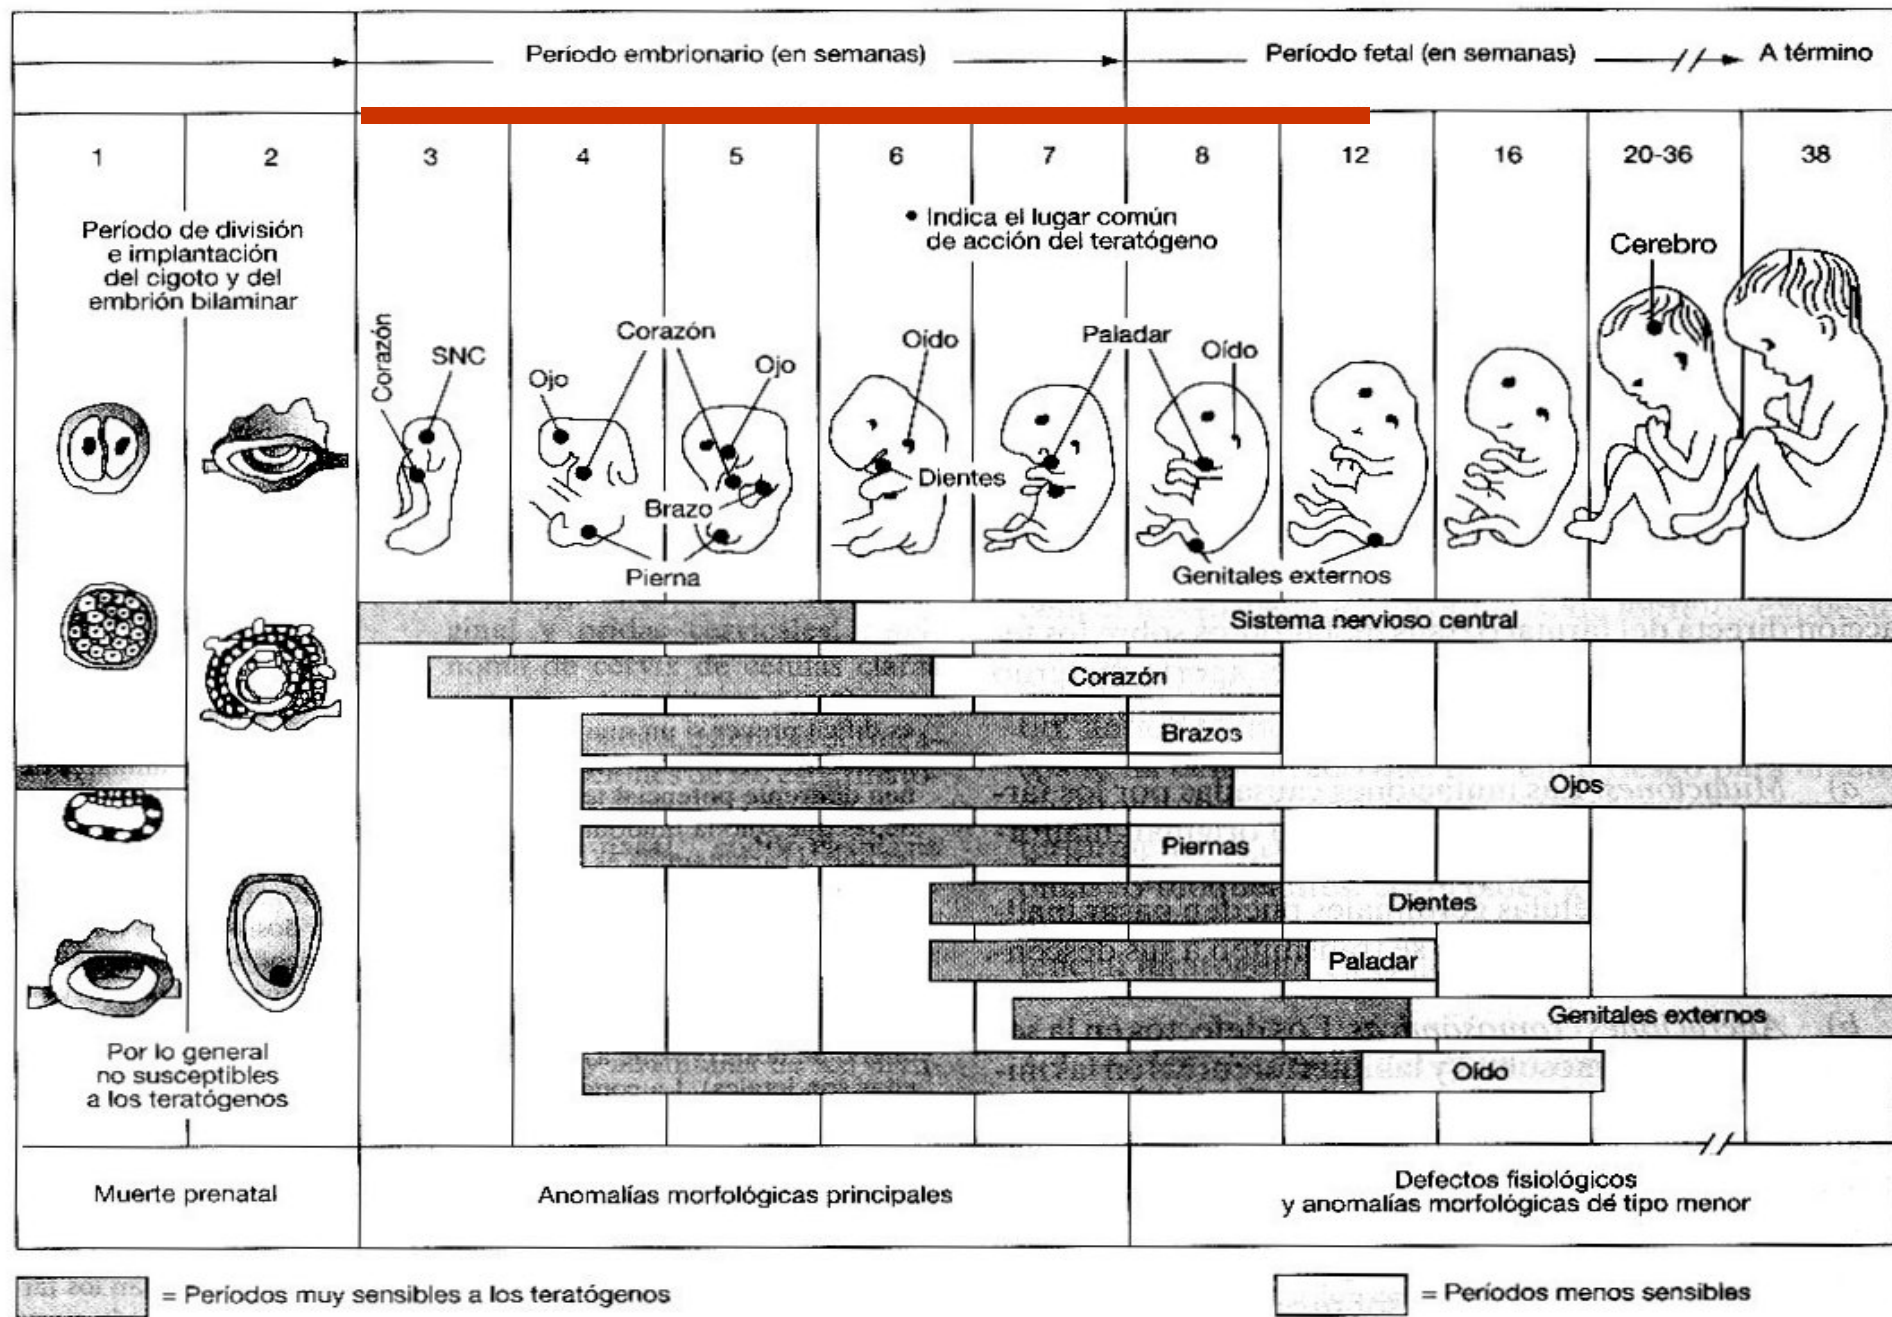 Período embrionario (en semanas)
Período fetal (en semanas)
A término
1
2
3
4
5
6
7
8
12
16
20-36
38
Período de división
e implantación
del cigoto y del
embrión bilaminar
• Indica el lugar común
de acción del teratógeno
Corazón
SNC
Ojo
Corazón
Ojo
Brazo
Pierna
Oído
Dientes
Paladar
Oído
Genitales externos
Cerebro
Sistema nervioso central
Corazón
Brazos
Ojos
Piernas
Dientes
Paladar
Genitales externos
Oído
Por lo general
no susceptibles
a los teratógenos
Muerte prenatal
Anomalías morfológicas principales
Defectos fisiológicos
y anomalías morfológicas dé tipo menor
= Períodos muy sensibles a los teratógenos
= Períodos menos sensibles